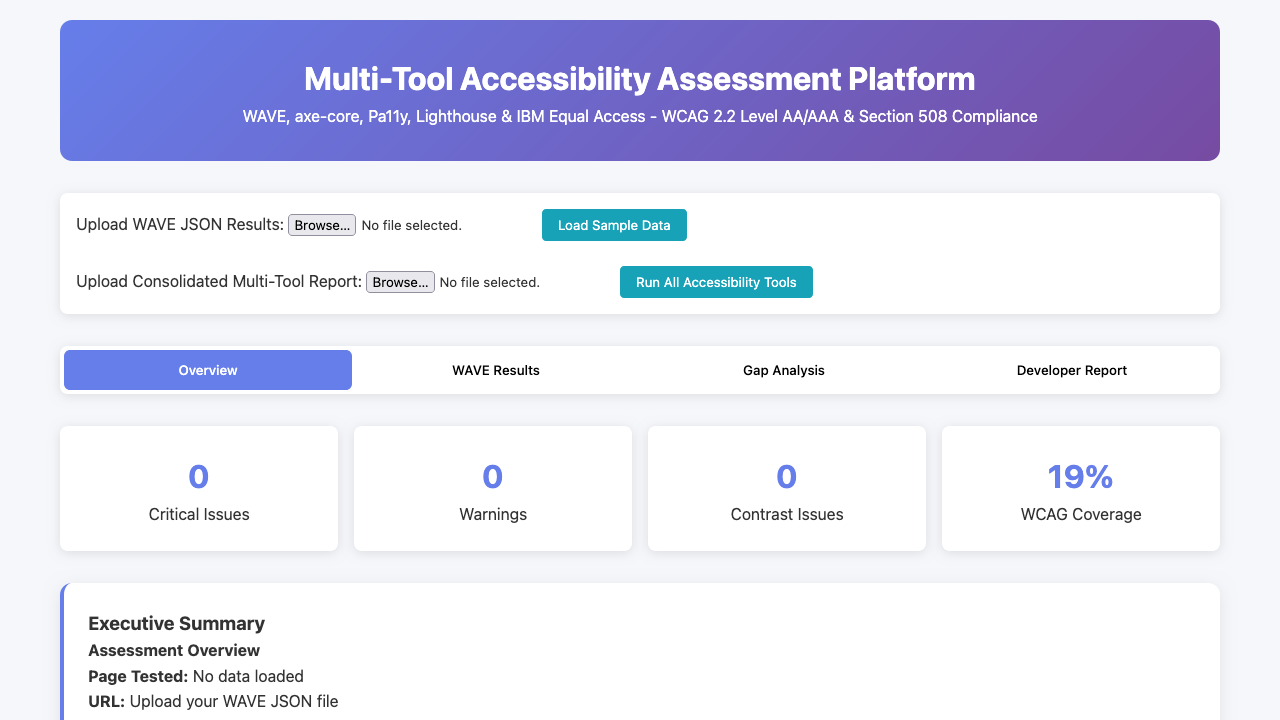 Multi-Tool Accessibility Assessment Platform
WAVE, axe-core, Pa11y, Lighthouse & IBM Equal Access - WCAG 2.2 Level AA/AAA & Section 508 Compliance
Upload WAVE JSON Results: Browse... No file selected. Load Sample Data
Upload Consolidated Multi-Tool Report: Browse... No file selected. Run All Accessibility Tools
Overview WAVE Results Gap Analysis Developer Report
0 0 0 19%
Critical Issues Warnings Contrast Issues WCAG Coverage
Executive Summary
Assessment Overview
Page Tested: No data loaded
URL: Upload your WAVE JSON file